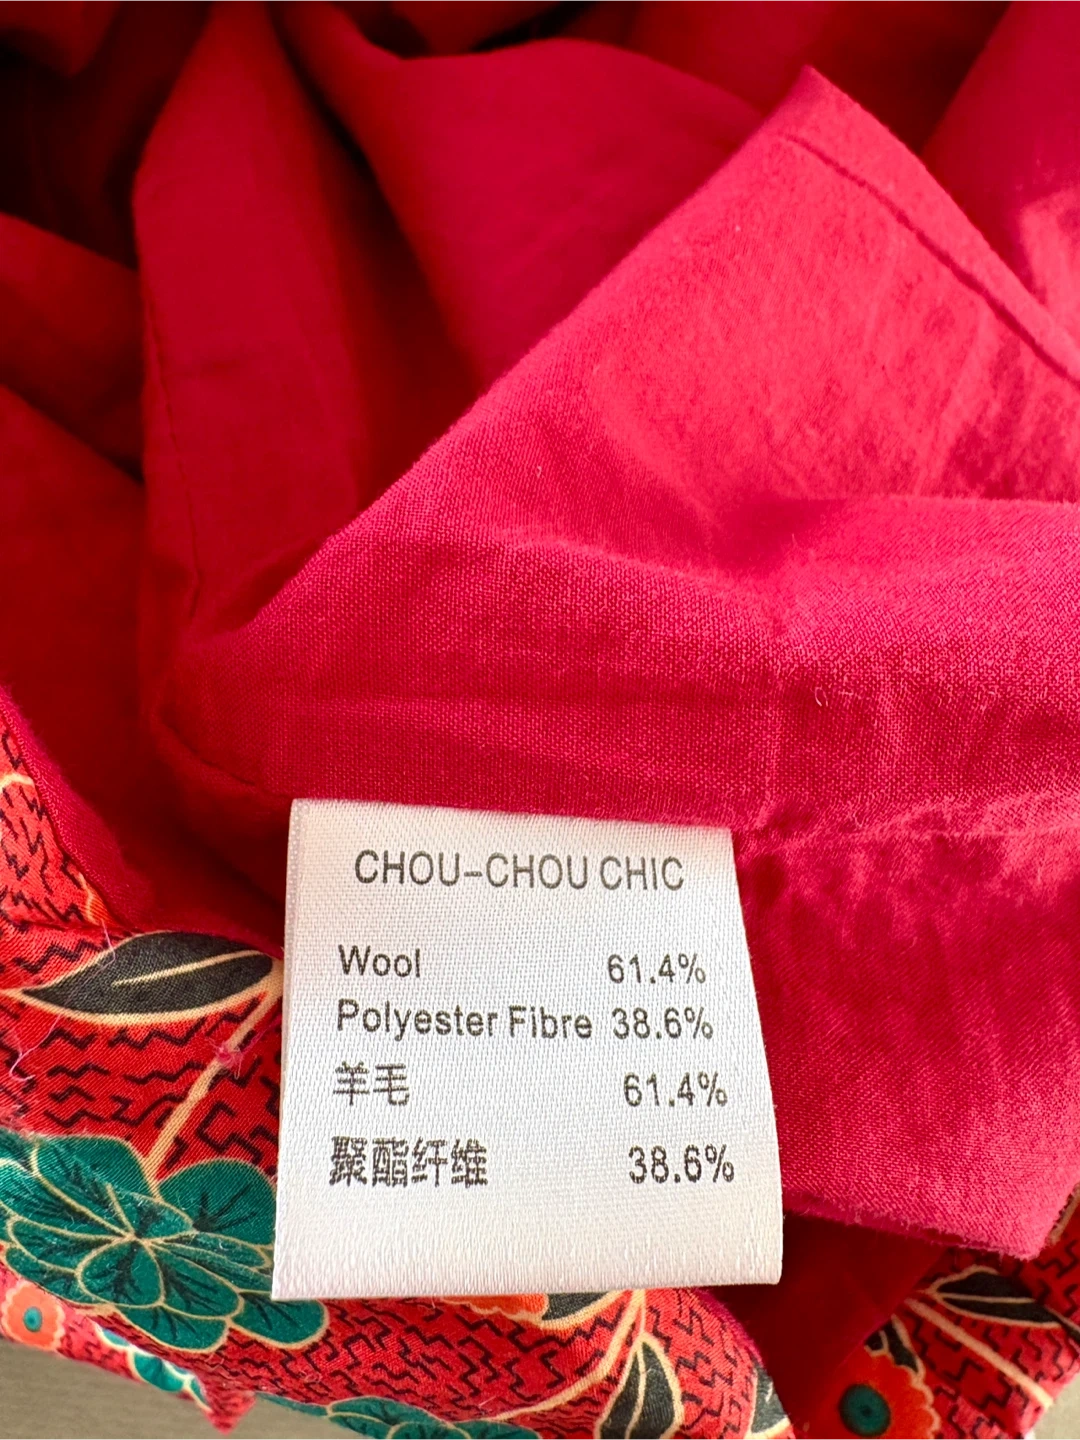 CHOU-CHOU CHIC
Wool 61.4%
Polyester Fibre 38.6%
羊毛 61.4%
聚酯纤维 38.6%